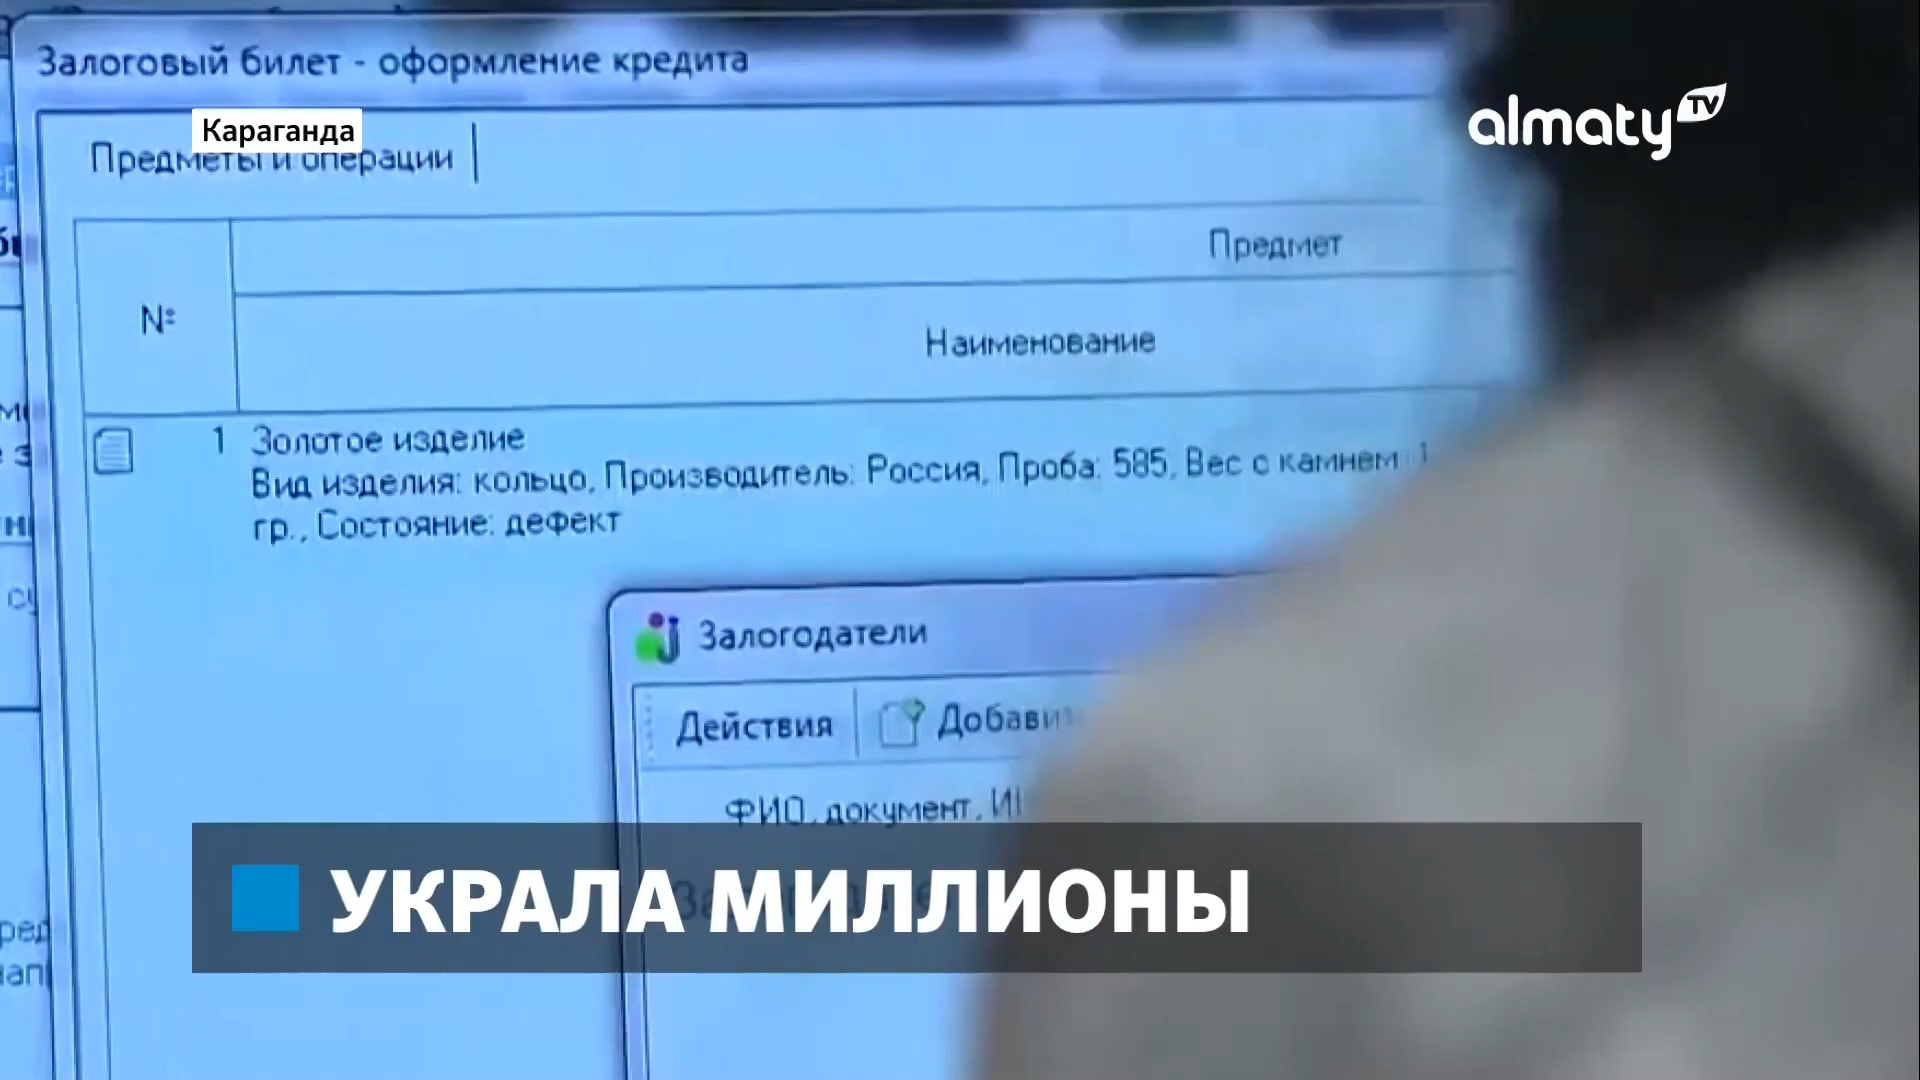 Залоговый билет - оформление кредита
Караганда
almaty TV
Предметы и операции
Предмет
№
Наименование
1 Золотое изделие
Вид изделия: кольцо, Производитель: Россия, Проба: 585, Вес с камнем: 1
гр., Состояние: дефект
Залогодатели
Действия
ФИО, документ,
УКРАЛА МИЛЛИОНЫ